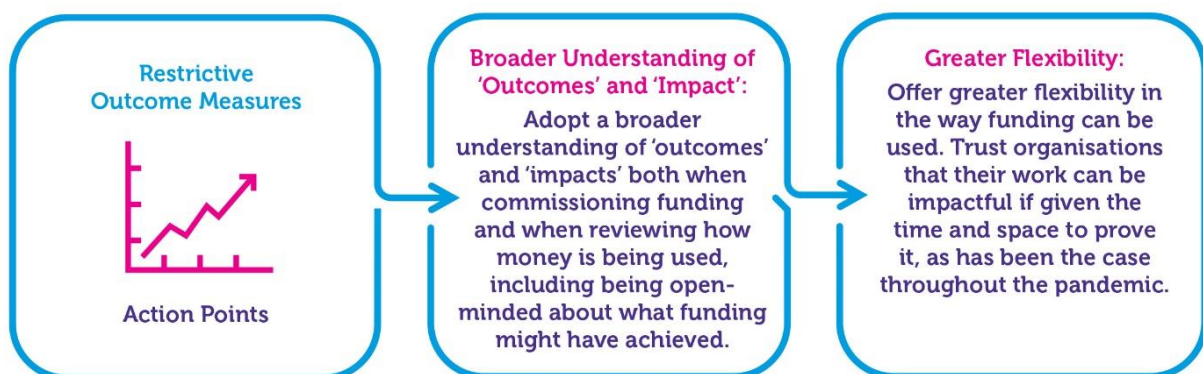 Restrictive
Outcome Measures
Action Points
Broader Understanding of
‘Outcomes’ and ‘Impact’:
Adopt a broader
understanding of ‘outcomes’
and ‘impacts’ both when
commissioning funding
and when reviewing how
money is being used,
including being open-
minded about what funding
might have achieved.
Greater Flexibility:
Offer greater flexibility in
the way funding can be
used. Trust organisations
that their work can be
impactful if given the
time and space to prove
it, as has been the case
throughout the pandemic.